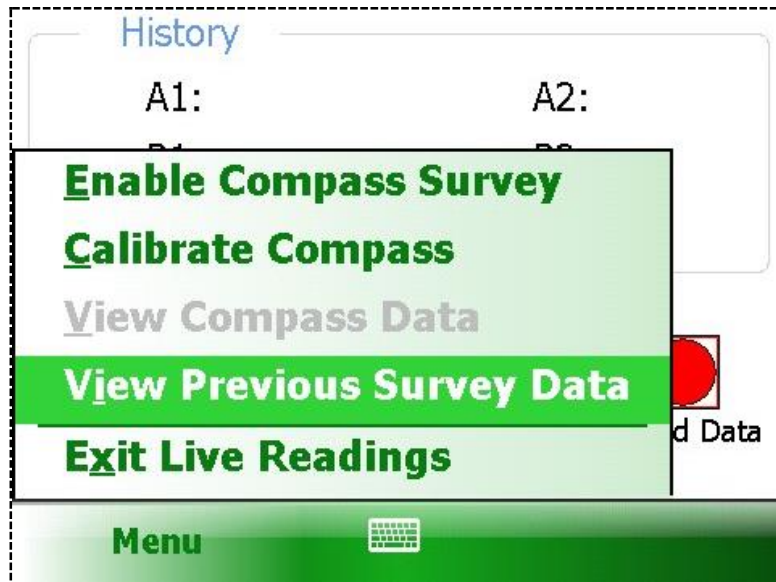 History
A1: A2:
Enable Compass Survey
Calibrate Compass
View Compass Data
View Previous Survey Data
d Data
Exit Live Readings
Menu